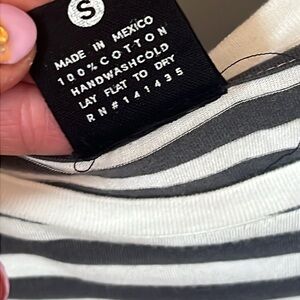 S
MADE IN MEXICO
100% COTTON
HANDWASHCOLD
LAY FLAT TO DRY
RN#141435